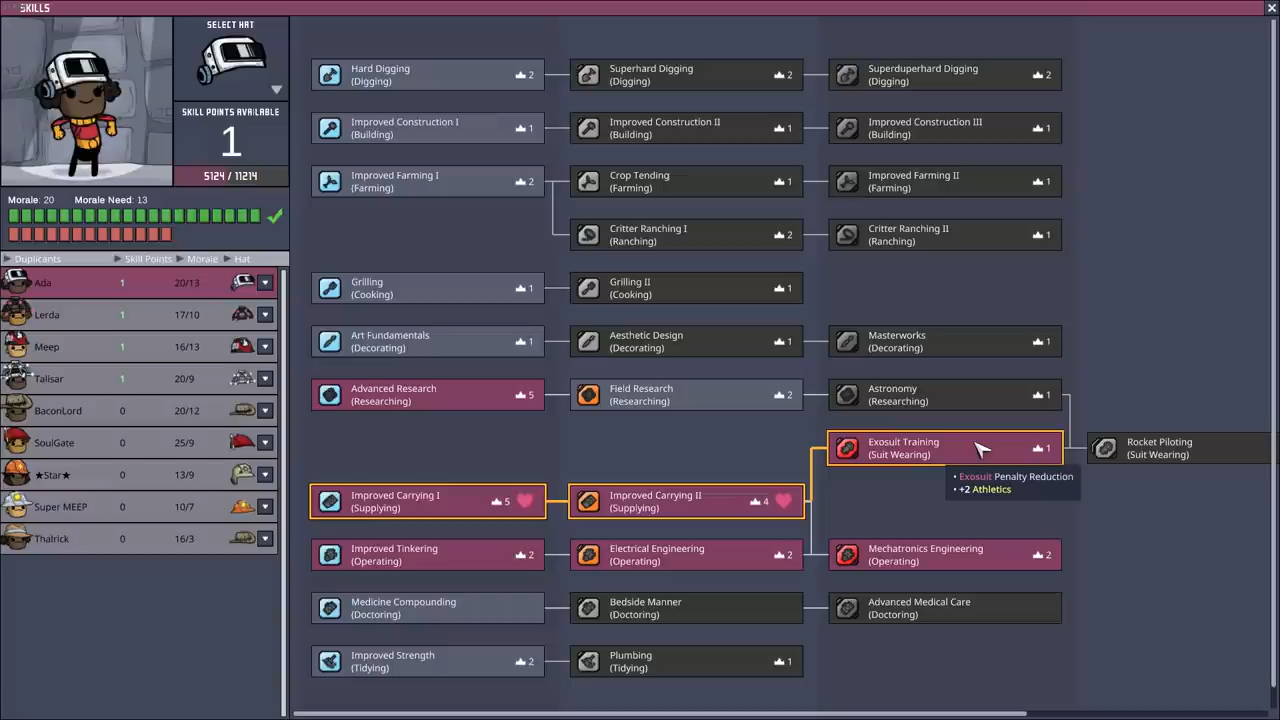 SKILLS
SELECT HAT
SKILL POINTS AVAILABLE
1
5124 / 11214
Morale: 20 Morale Need: 13
Duplicants Skill Points Morale Hat
Ada 1 20/13
Lerda 1 17/10
Meep 1 16/13
Talisar 1 20/9
BaconLord 0 20/12
SoulGate 0 25/9
★Star★ 0 13/9
Super MEEP 0 10/7
Thalrick 0 16/3
Hard Digging 2 Superhard Digging 2 Superduperhard Digging 2
(Digging) (Digging) (Digging)
Improved Construction I 1 Improved Construction II 1 Improved Construction III 1
(Building) (Building) (Building)
Improved Farming I 2 Crop Tending 1 Improved Farming II 1
(Farming) (Farming) (Farming)
Critter Ranching I 2 Critter Ranching II 1
(Ranching) (Ranching)
Grilling 1 Grilling II 1
(Cooking) (Cooking)
Art Fundamentals 1 Aesthetic Design 1 Masterworks 1
(Decorating) (Decorating) (Decorating)
Advanced Research 5 Field Research 2 Astronomy 1
(Researching) (Researching) (Researching)
Exosuit Training 1 Rocket Piloting
(Suit Wearing) (Suit Wearing)
• Exosuit Penalty Reduction
• +2 Athletics
Improved Carrying I 5 Improved Carrying II 4
(Supplying) (Supplying)
Improved Tinkering 2 Electrical Engineering 2 Mechatronics Engineering 2
(Operating) (Operating) (Operating)
Medicine Compounding Bedside Manner Advanced Medical Care
(Doctoring) (Doctoring) (Doctoring)
Improved Strength 2 Plumbing 1
(Tidying) (Tidying)